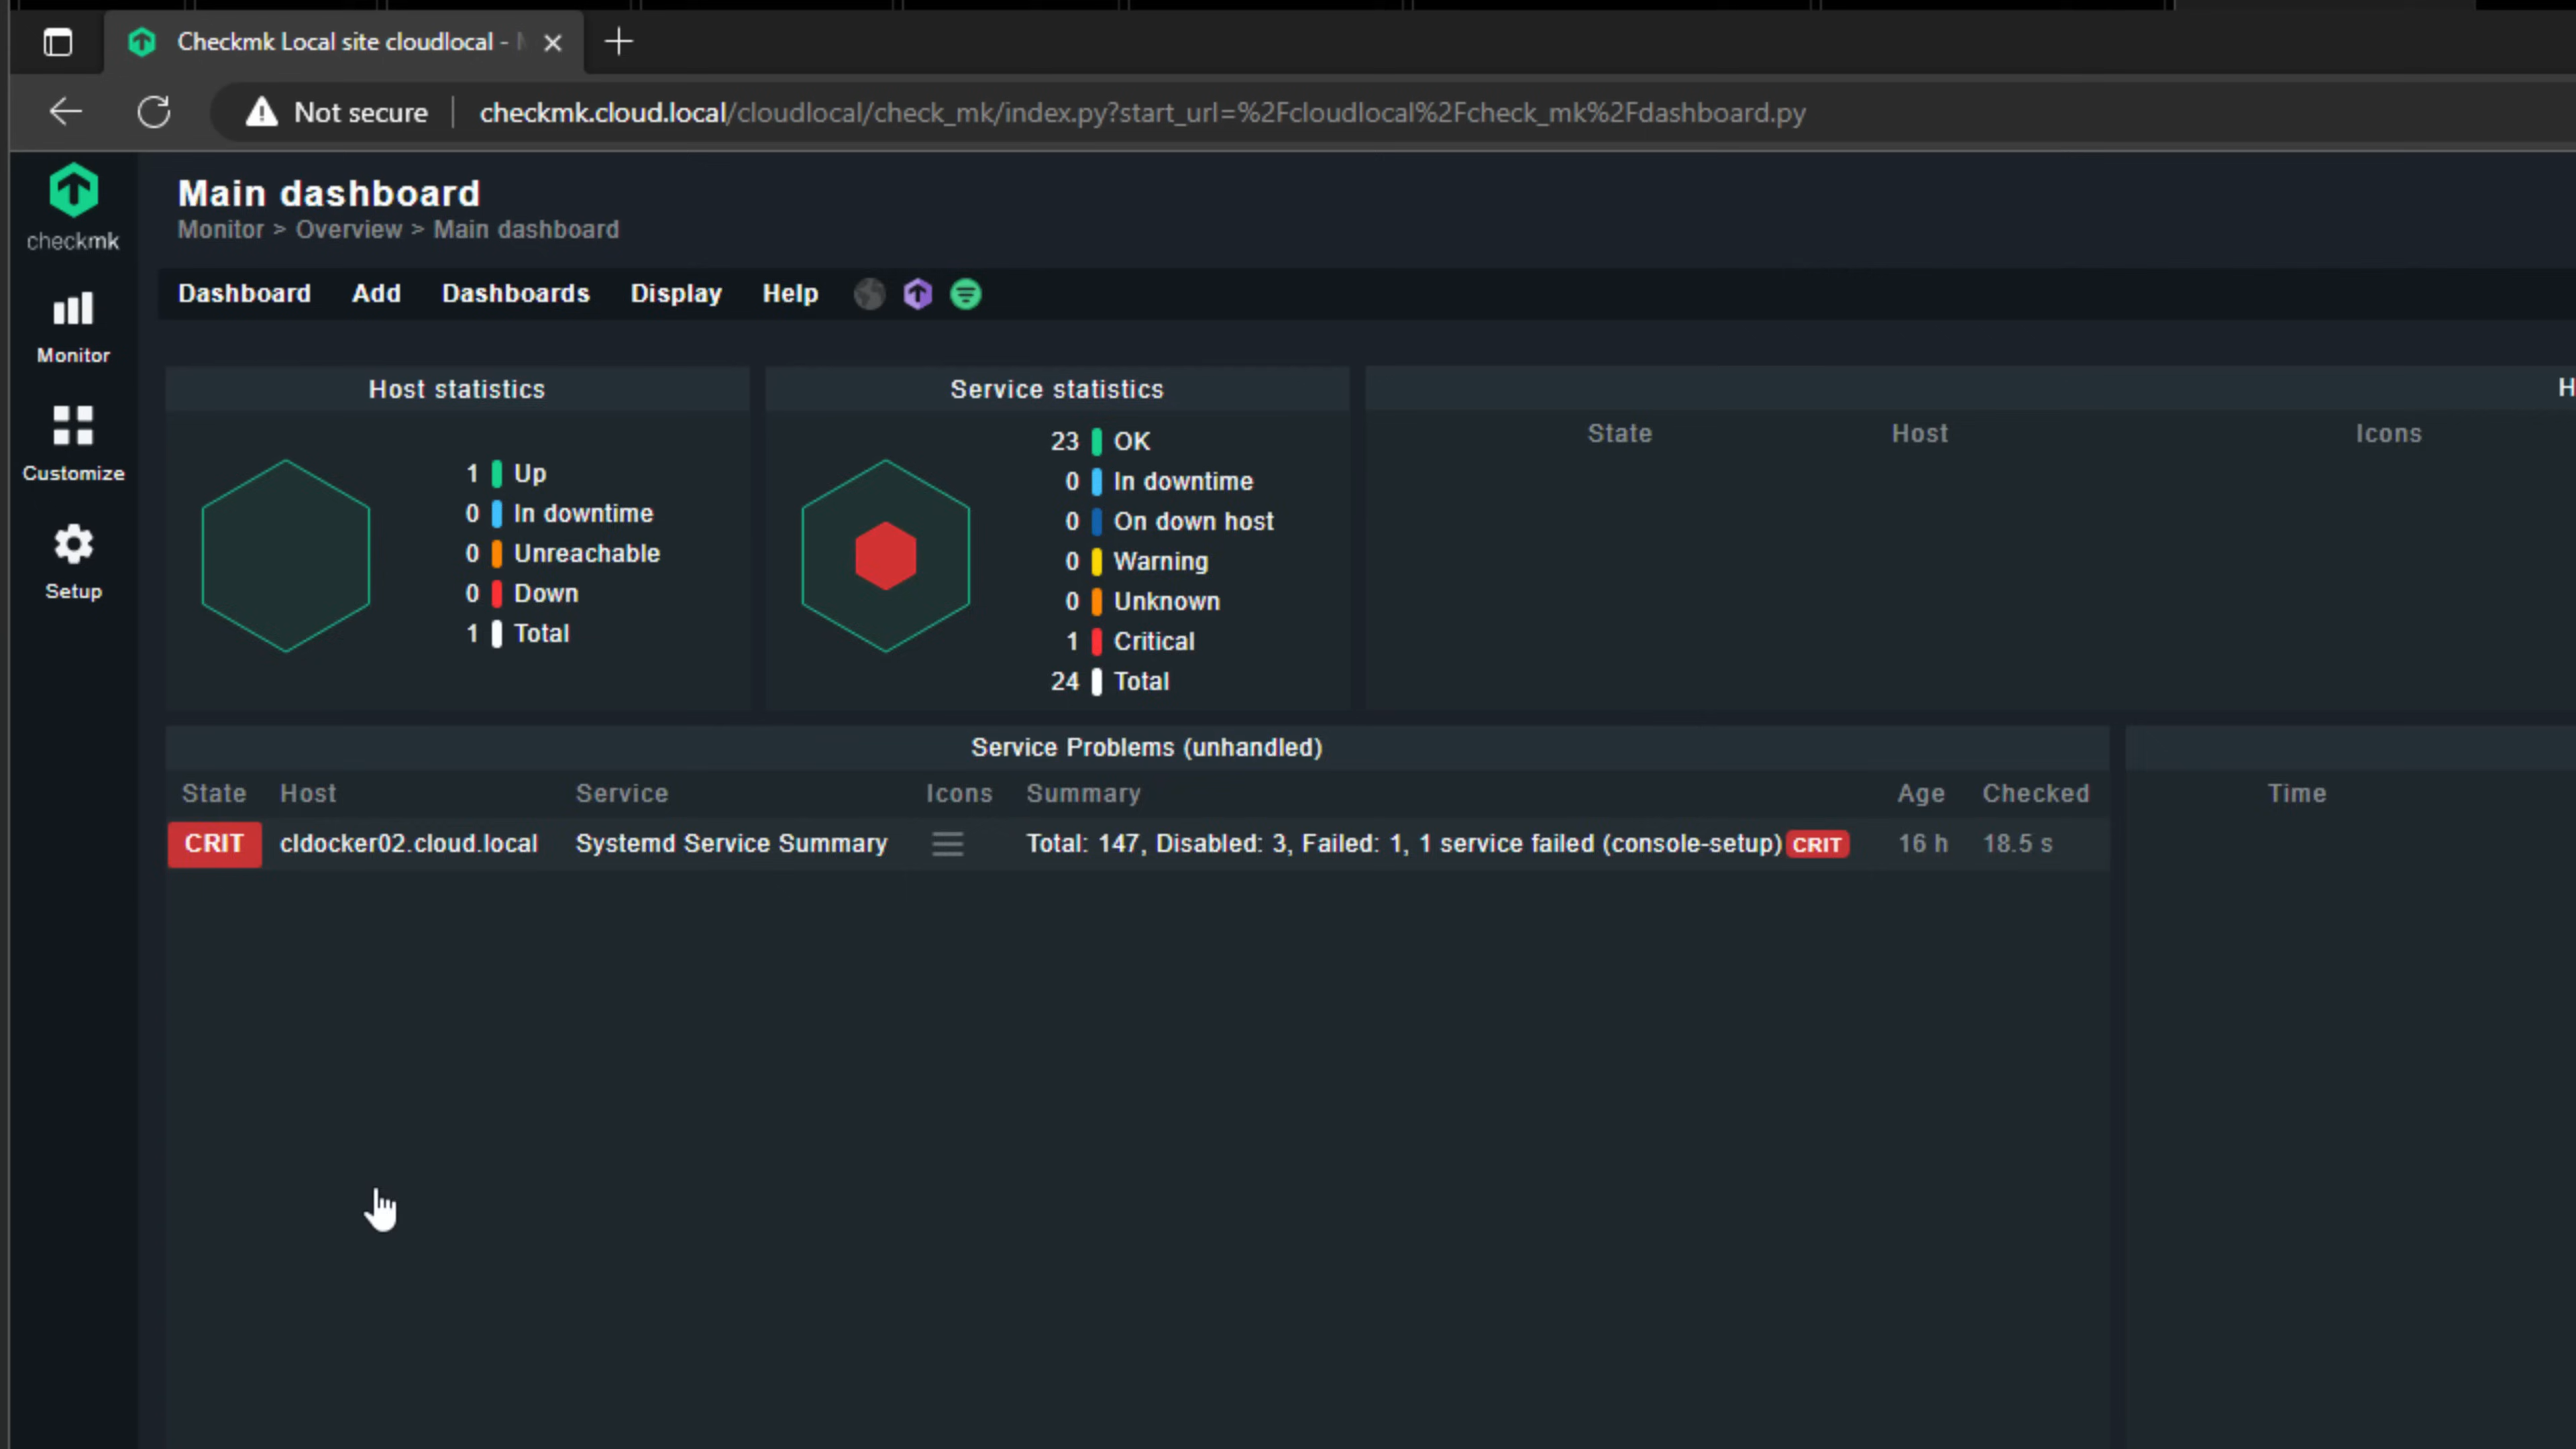 Checkmk Local site cloudlocal -
Not secure checkmk.cloud.local/cloudlocal/check_mk/index.py?start_url=%2Fcloudlocal%2Fcheck_mk%2Fdashboard.py
checkmk
Monitor
Customize
Setup
Main dashboard
Monitor > Overview > Main dashboard
Dashboard Add Dashboards Display Help
Host statistics
1 Up
0 In downtime
0 Unreachable
0 Down
1 Total
Service statistics
23 OK
0 In downtime
0 On down host
0 Warning
0 Unknown
1 Critical
24 Total
H
State Host Icons
Service Problems (unhandled)
State Host Service Icons Summary Age Checked
CRIT cldocker02.cloud.local Systemd Service Summary Total: 147, Disabled: 3, Failed: 1, 1 service failed (console-setup) CRIT 16 h 18.5 s
Time